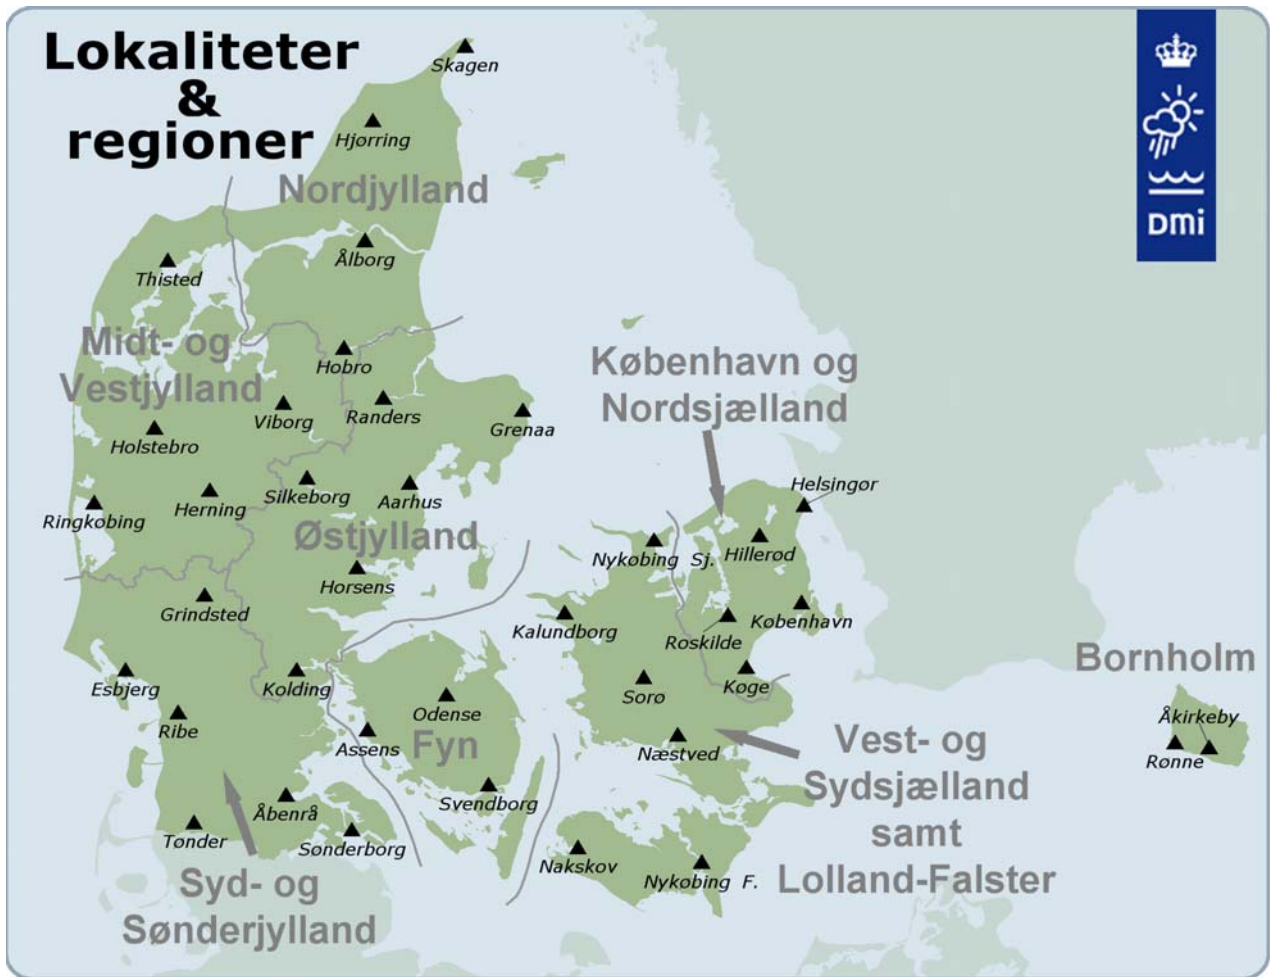 Lokaliteter
&
regioner
Skagen
Hjørring
Nordjylland
Ålborg
Thisted
Midt- og
Vestjylland
Hobro
Viborg
Randers
Grenaa
Holstebro
Silkeborg
Aarhus
Herning
Ringkøbing
Østjylland
Horsens
Grindsted
Esbjerg
Kolding
Ribe
Åbenrå
Tønder
Sønderborg
Syd- og
Sønderjylland
Odense
Assens
Fyn
Svendborg
København og
Nordsjælland
Helsingør
Nykøbing Sj.
Hillerød
Kalundborg
Roskilde
København
Sorø
Køge
Næstved
Vest- og
Sydsjælland
samt
Lolland-Falster
Nakskov
Nykøbing F.
Bornholm
Åkirkeby
Rønne
DMI